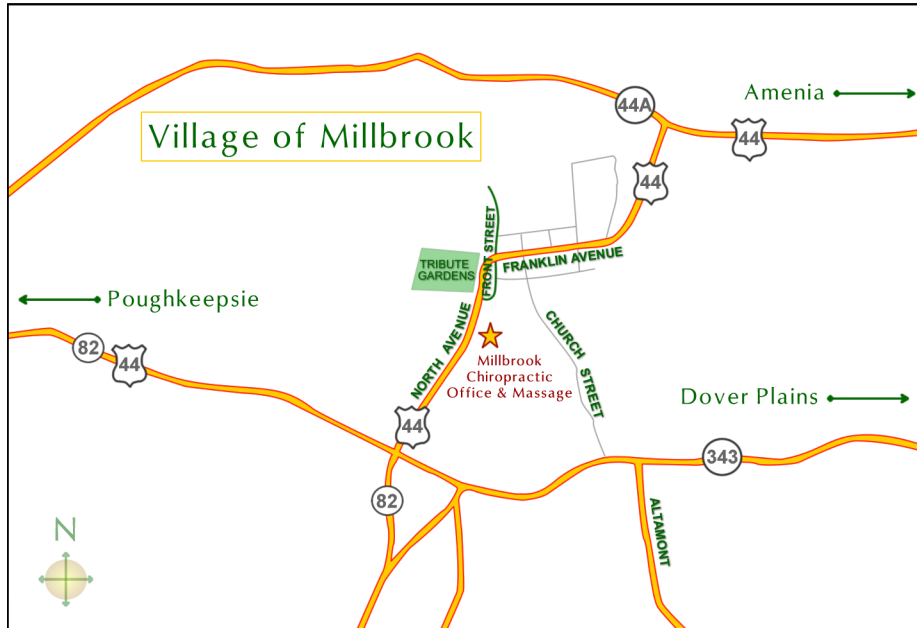 44A
Amenia
44
Village of Millbrook
44
FRONT STREET
FRANKLIN AVENUE
TRIBUTE
GARDENS
Poughkeepsie
82
44
NORTH AVENUE
CHURCH STREET
Millbrook
Chiropractic
Office & Massage
Dover Plains
44
343
82
ALTAMONT
N